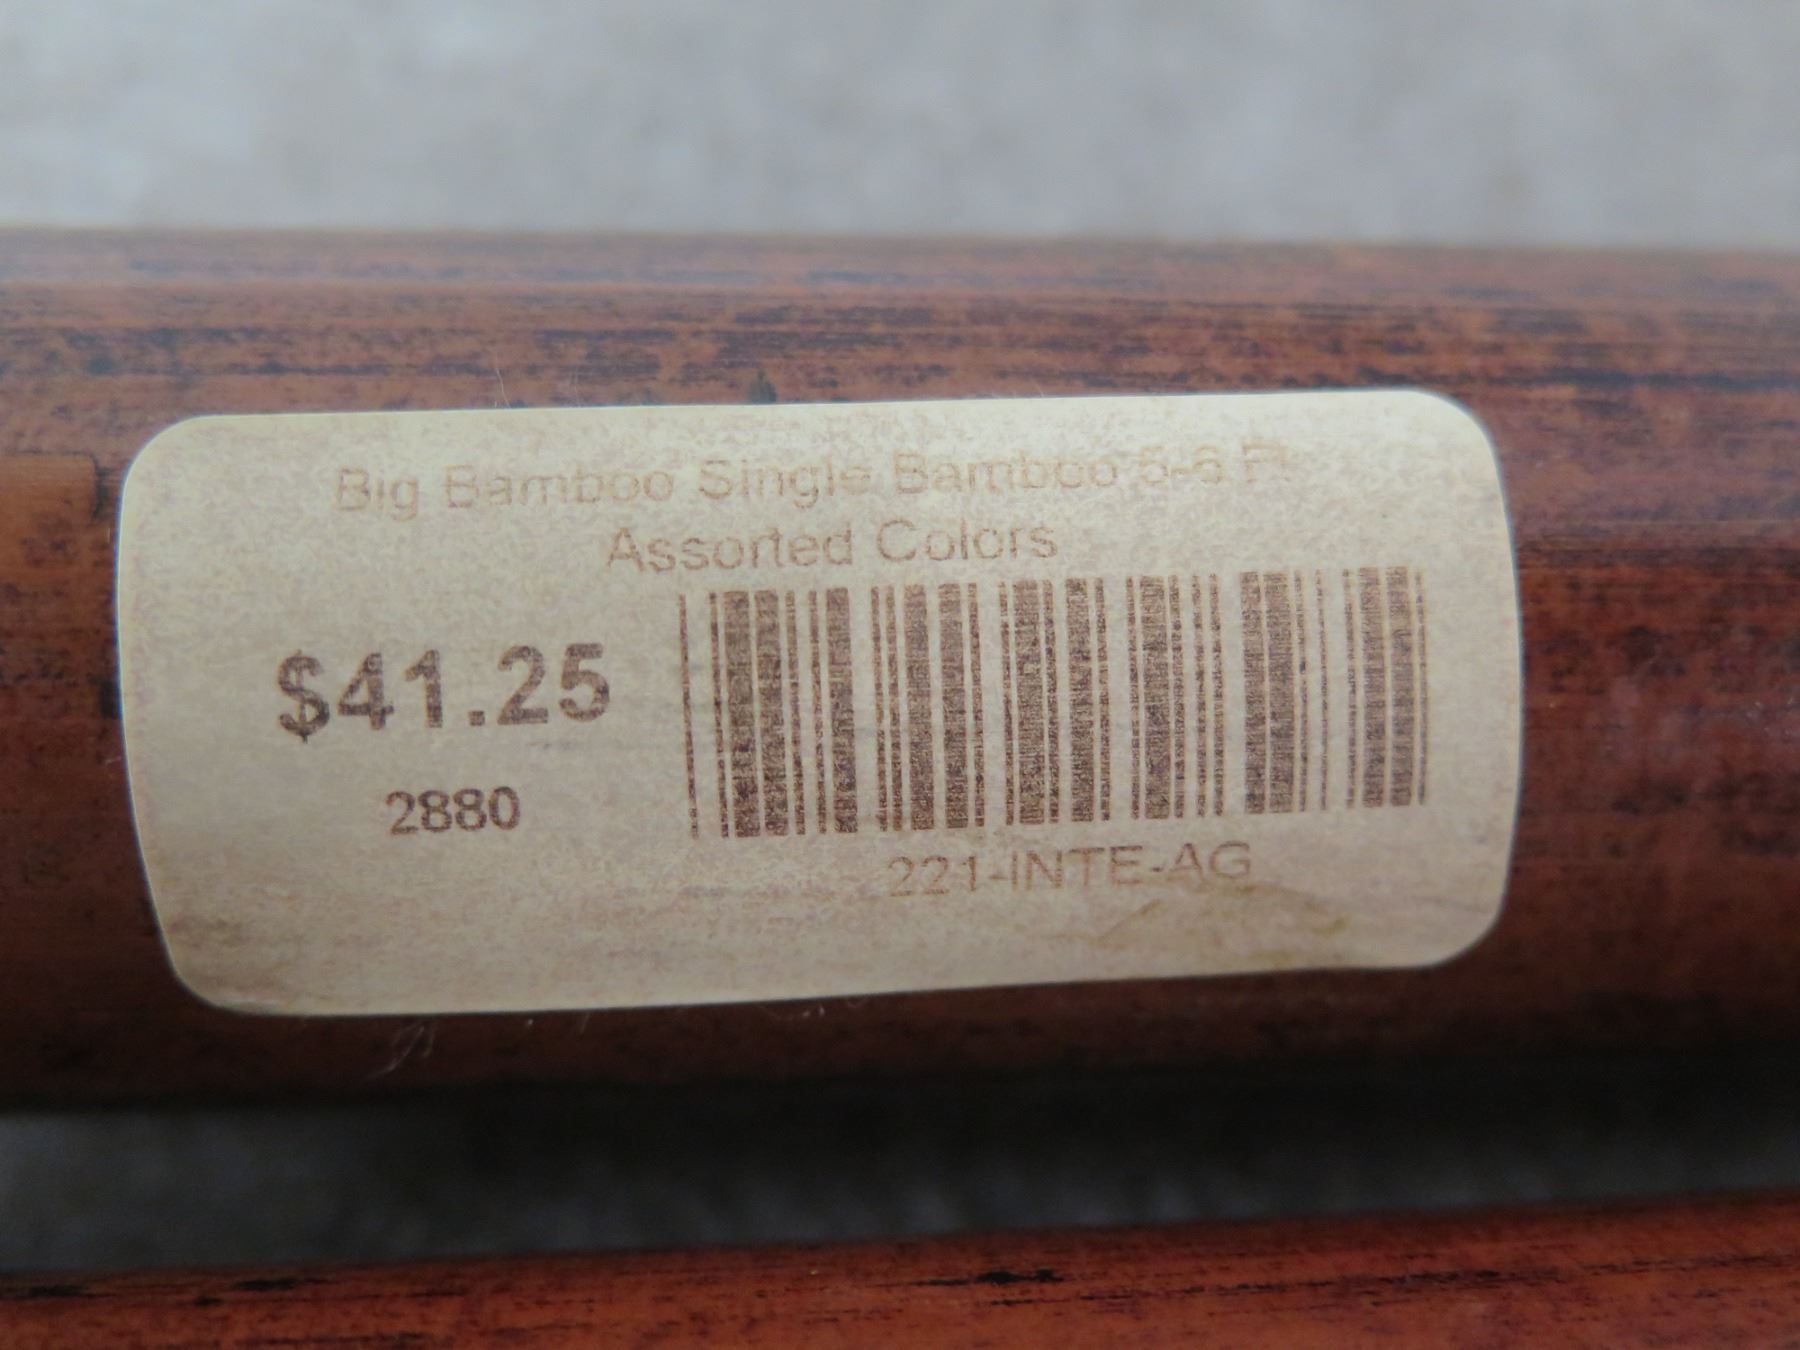 Big Bamboo Single Bamboo 5-6 Ft
Assorted Colors
$41.25
2880
221-INTE-AG